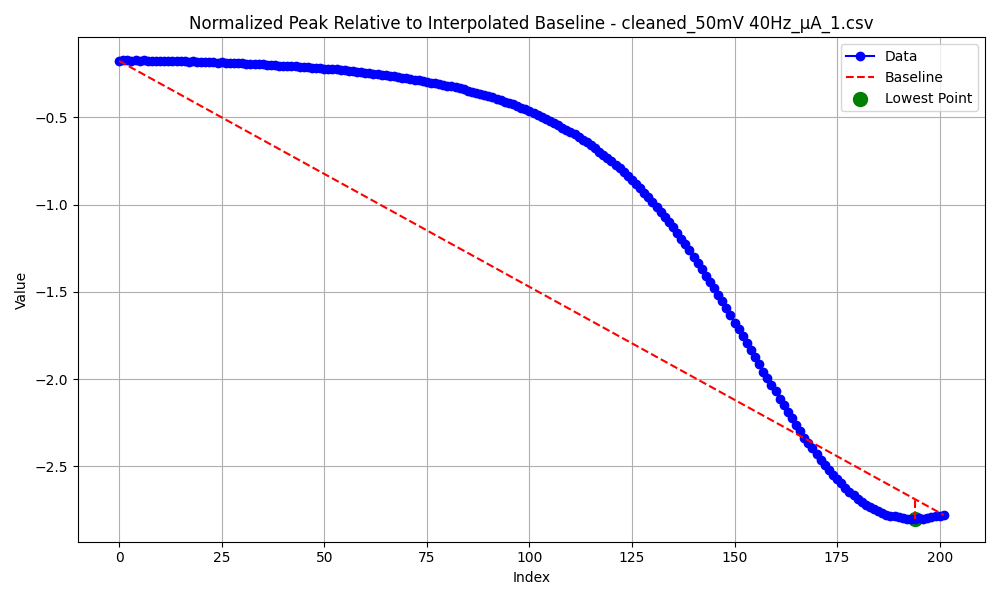 Normalized Peak Relative to Interpolated Baseline - cleaned_50mV 40Hz_µA_1.csv
Data
Baseline
Lowest Point
−0.5
−1.0
−1.5
−2.0
−2.5
Value
0 25 50 75 100 125 150 175 200
Index